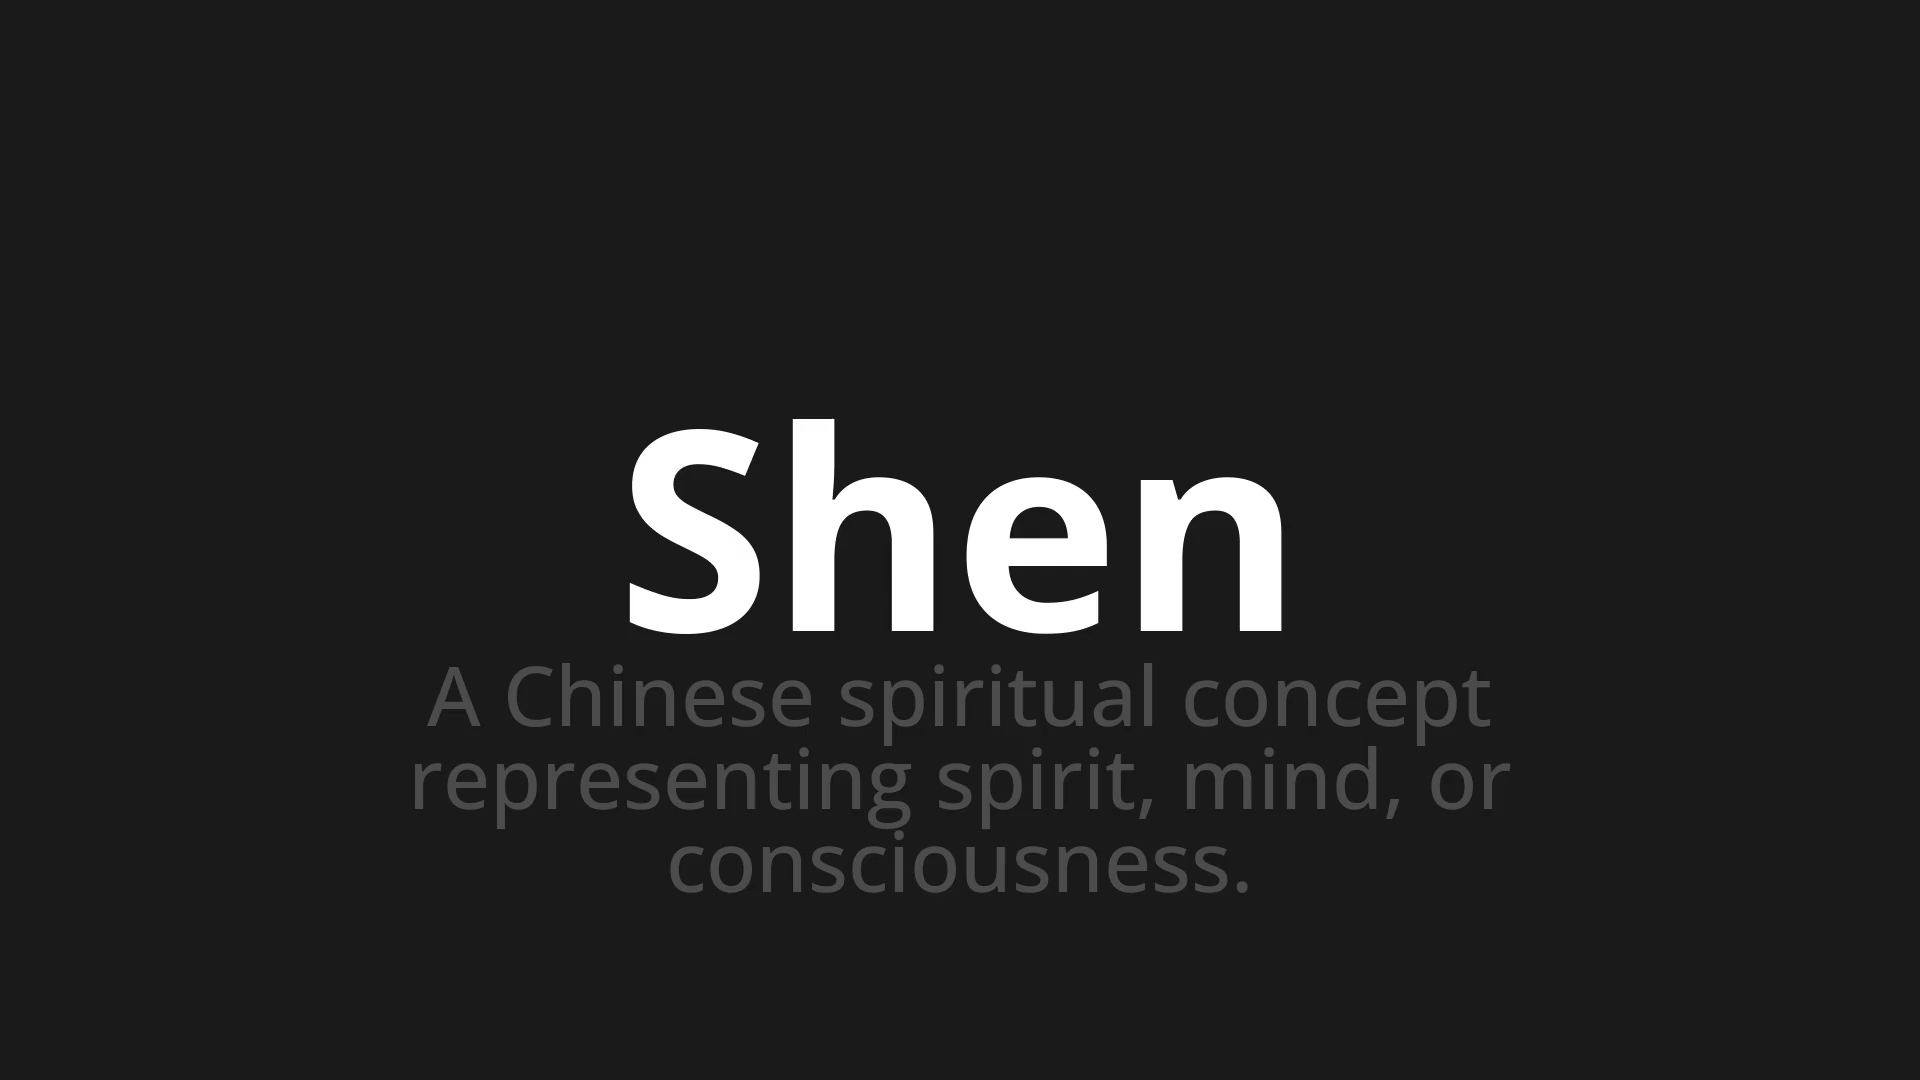 Shen
A Chinese spiritual concept
representing spirit, mind, or
consciousness.